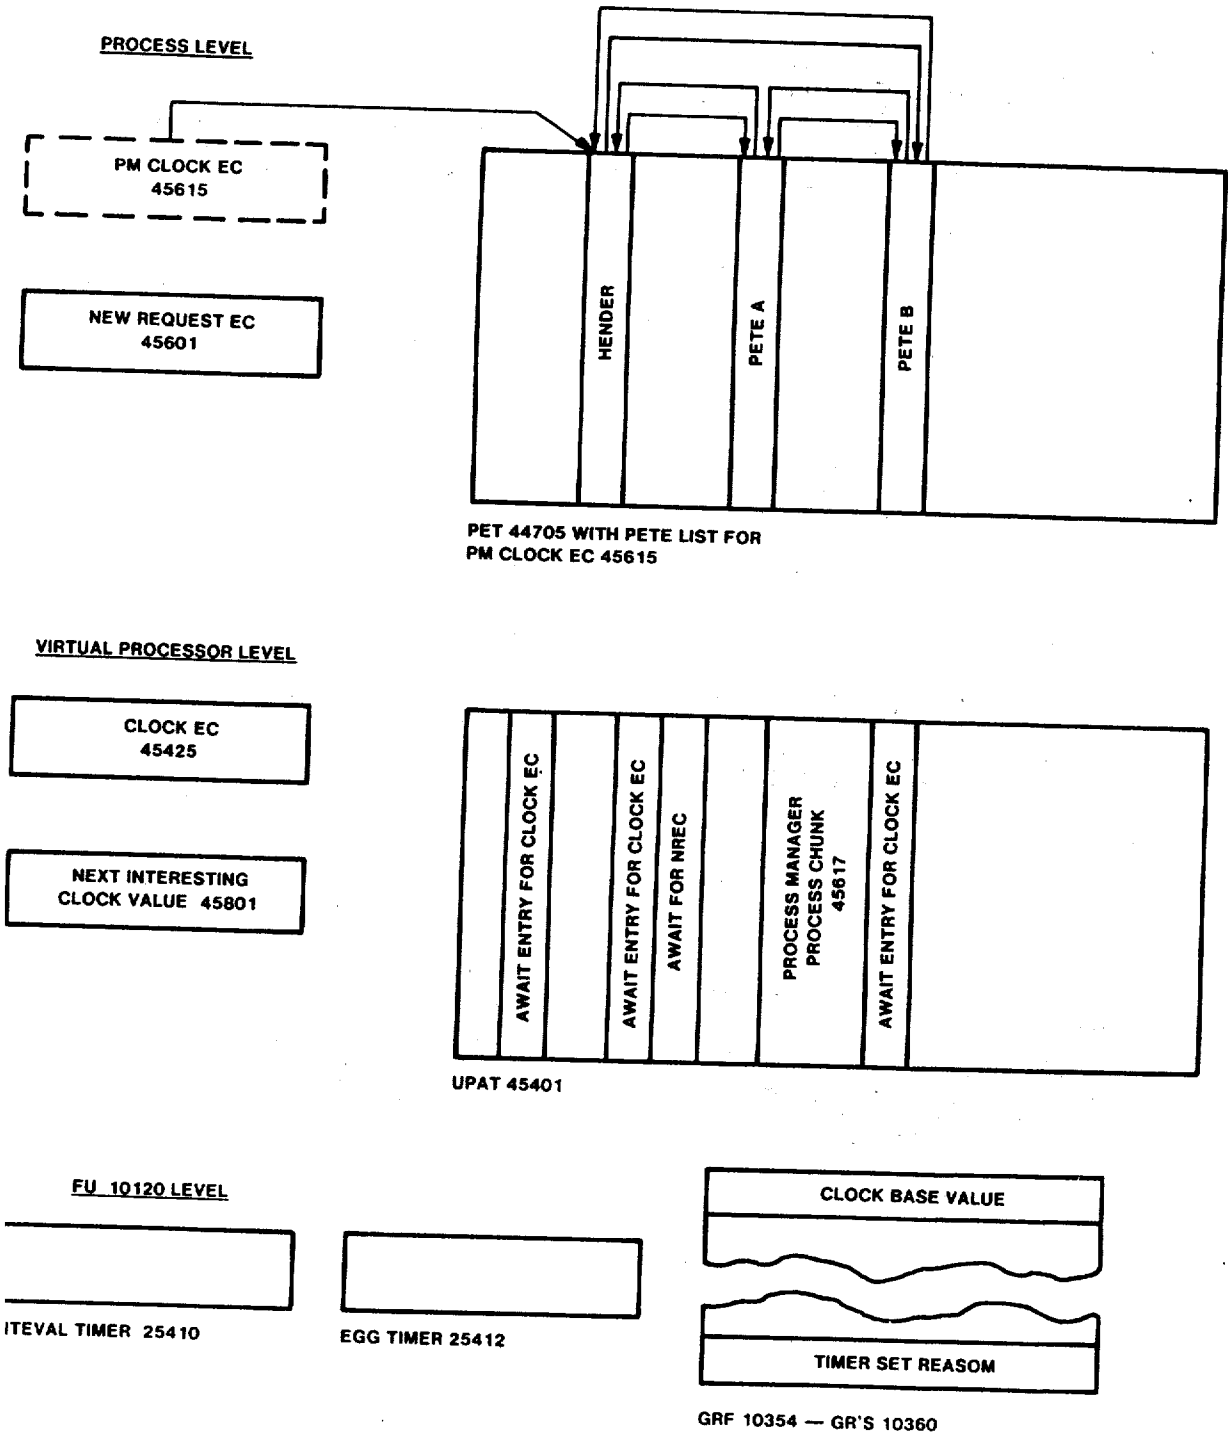 PROCESS LEVEL
PM CLOCK EC
45615
NEW REQUEST EC
45601
HENDER
PETE A
PETE B
PET 44705 WITH PETE LIST FOR
PM CLOCK EC 45615
VIRTUAL PROCESSOR LEVEL
CLOCK EC
45425
NEXT INTERESTING
CLOCK VALUE 45801
AWAIT ENTRY FOR CLOCK EC
AWAIT ENTRY FOR CLOCK EC
AWAIT FOR NREC
PROCESS MANAGER
PROCESS CHUNK
45617
AWAIT ENTRY FOR CLOCK EC
UPAT 45401
FU 10120 LEVEL
ITEVAL TIMER 25410
EGG TIMER 25412
CLOCK BASE VALUE
TIMER SET REASOM
GRF 10354 — GR'S 10360